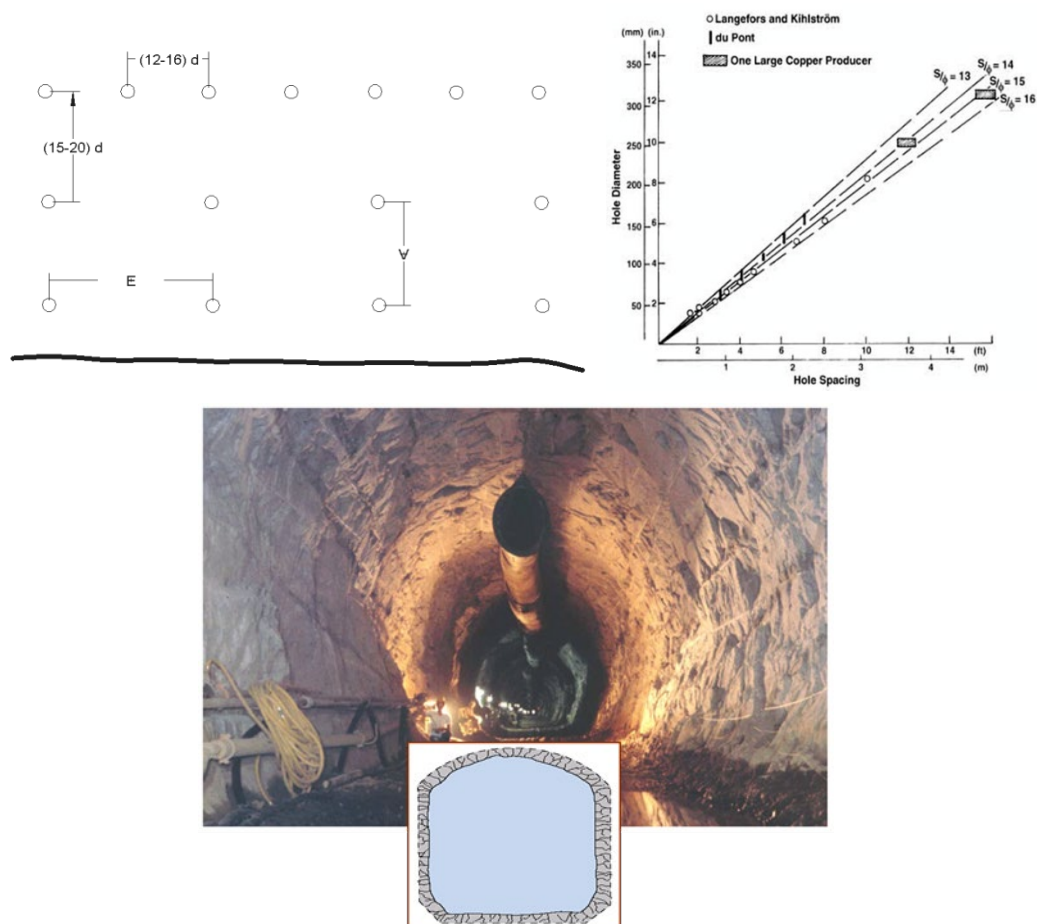 (12-16) d
(15-20) d
E
A
Langefors and Kihlström
du Pont
One Large Copper Producer
(mm) (in.)
14
350
12
300
10
250
8
200
6
150
4
100
2
50
Hole Diameter
S/ϕ = 13
S/ϕ = 14
S/ϕ = 15
S/ϕ = 16
2 4 6 8 10 12 14 (ft)
1 2 3 4 (m)
Hole Spacing